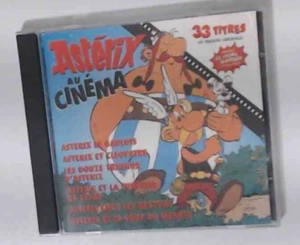 Astérix
AU
CINÉMA
33 TITRES
ASTERIX LE GAULOIS
ASTERIX ET CLEOPATRE
LES DOUZE TRAVAUX
D'ASTERIX
ASTERIX ET LA SURPRISE
DE CESAR
ASTERIX CHEZ LES BRETONS
ASTERIX ET LE COUP DU MENHIR